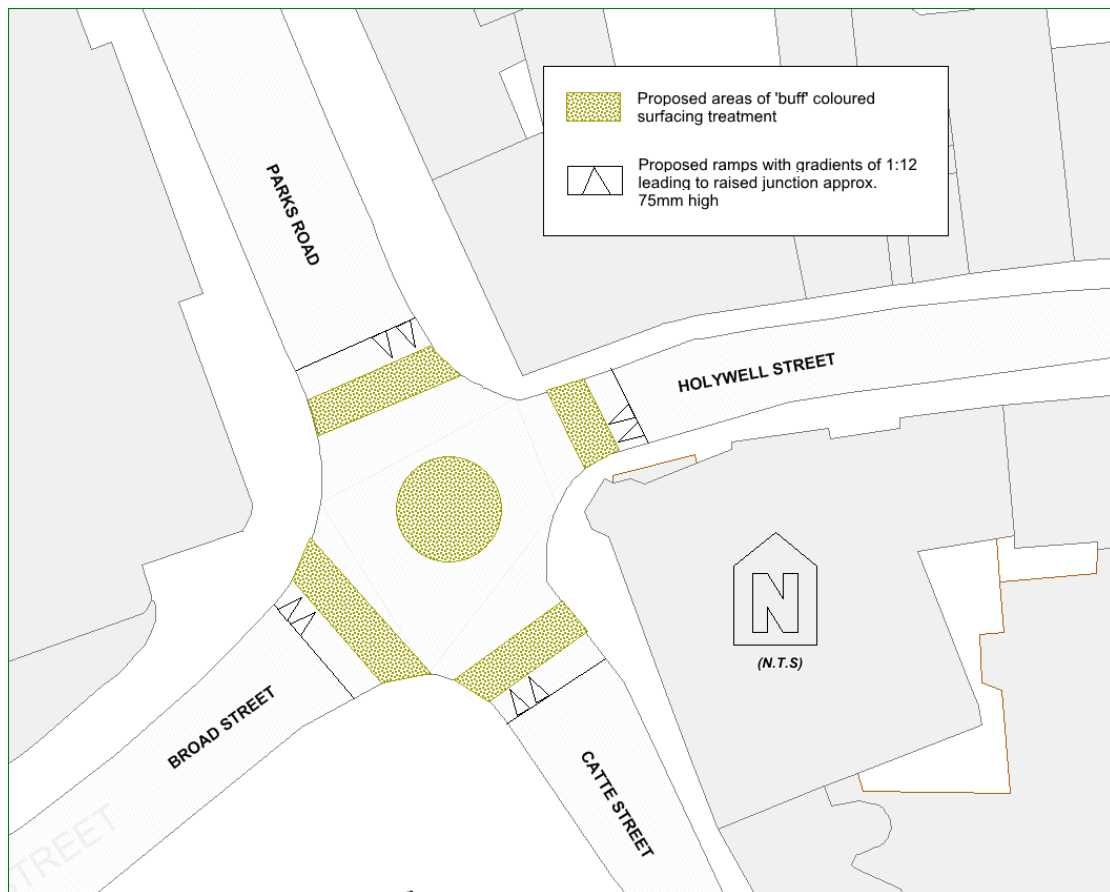 Proposed areas of 'buff' coloured
surfacing treatment
Proposed ramps with gradients of 1:12
leading to raised junction approx.
75mm high
PARKS ROAD
HOLYWELL STREET
N
(N.T.S)
BROAD STREET
CATTE STREET
STREET